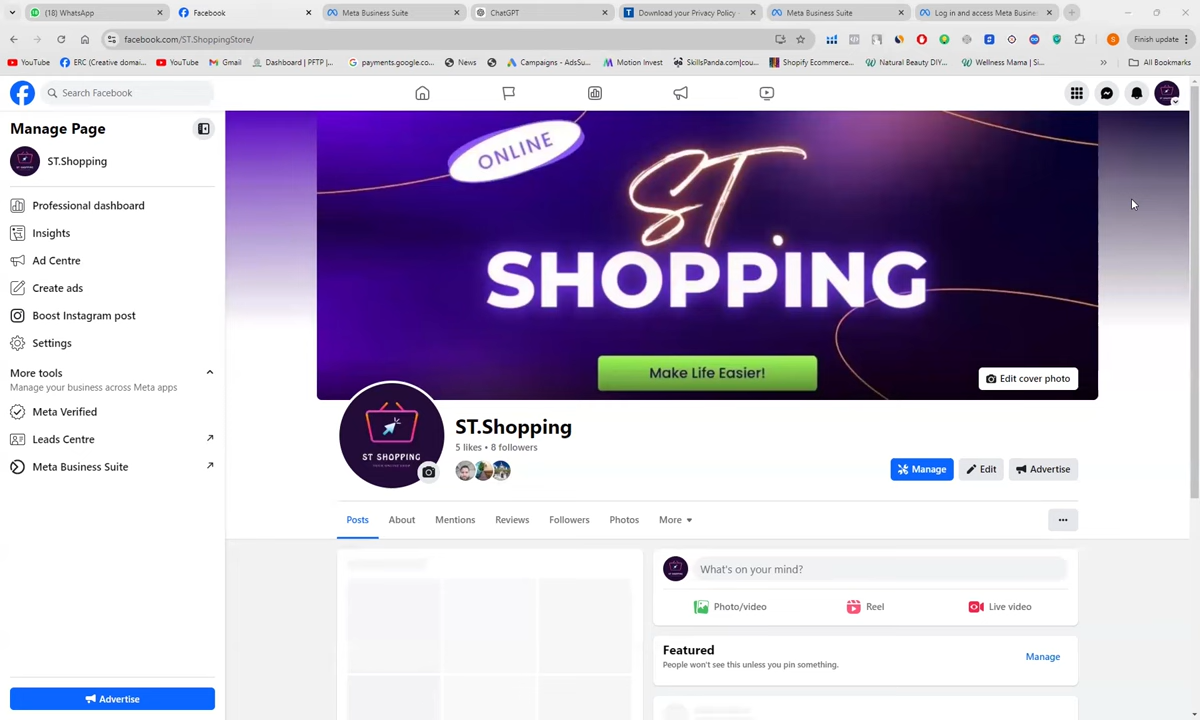 (18) WhatsApp
Facebook
Meta Business Suite
ChatGPT
Download your Privacy Policy -
Meta Business Suite
Log in and access Meta Busine
facebook.com/ST.ShoppingStore/
Finish update
YouTube
ERC (Creative domai...
YouTube
Gmail
Dashboard | PFTP |...
payments.google.co...
News
Campaigns - AdsSu...
Motion Invest
SkillsPanda.com|cou...
Shopify Ecommerce...
Natural Beauty DIY...
Wellness Mama | Si...
All Bookmarks
Search Facebook
Manage Page
ST.Shopping
Professional dashboard
Insights
Ad Centre
Create ads
Boost Instagram post
Settings
More tools
Manage your business across Meta apps
Meta Verified
Leads Centre
Meta Business Suite
Advertise
ONLINE
ST.
SHOPPING
Make Life Easier!
Edit cover photo
ST SHOPPING
ST.Shopping
5 likes • 8 followers
Manage
Edit
Advertise
Posts
About
Mentions
Reviews
Followers
Photos
More
What's on your mind?
Photo/video
Reel
Live video
Featured
People won't see this unless you pin something.
Manage